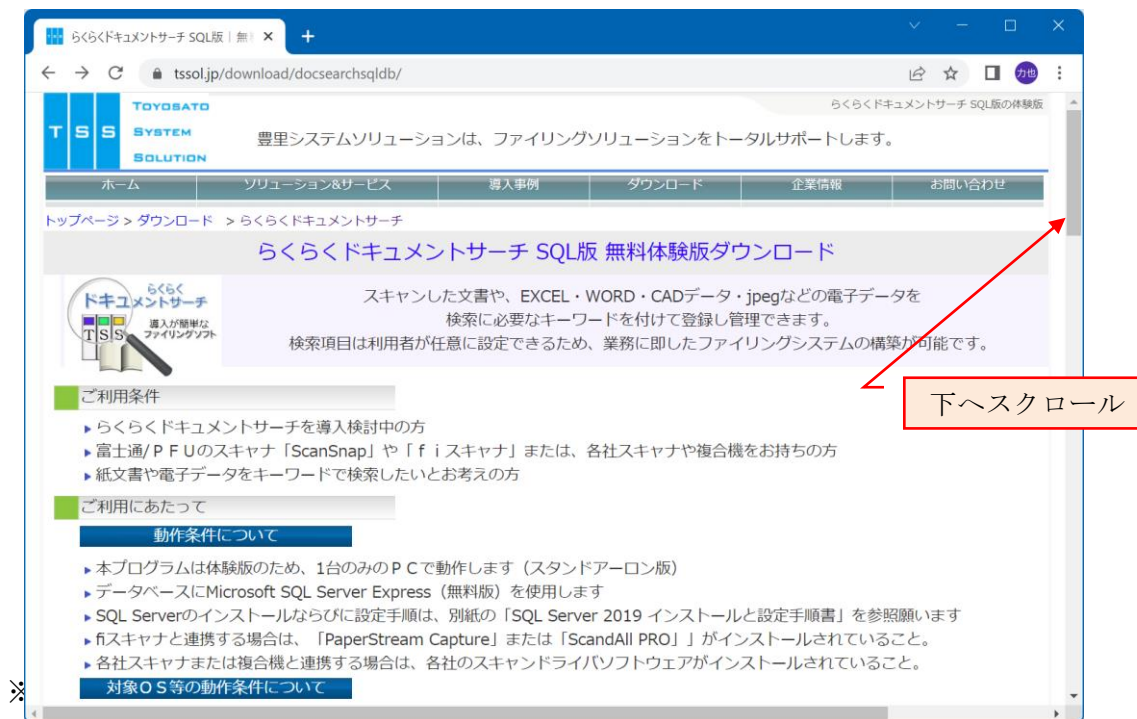 らくらくドキュメントサーチ SQL版｜無
tssol.jp/download/docsearchsqldb/
力也
らくらくドキュメントサーチ SQL版の体験版
TSS
TOYOSATO
SYSTEM
SOLUTION
豊里システムソリューションは、ファイリングソリューションをトータルサポートします。
ホーム ソリューション&サービス 導入事例 ダウンロード 企業情報 お問い合わせ
トップページ > ダウンロード > らくらくドキュメントサーチ
らくらくドキュメントサーチ SQL版 無料体験版ダウンロード
らくらく
ドキュメントサーチ
導入が簡単な
ファイリングソフト
TSS
スキャンした文書や、EXCEL・WORD・CADデータ・jpegなどの電子データを
検索に必要なキーワードを付けて登録し管理できます。
検索項目は利用者が任意に設定できるため、業務に即したファイリングシステムの構築が可能です。
下へスクロール
ご利用条件
らくらくドキュメントサーチを導入検討中の方
富士通/ＰＦＵのスキャナ「ScanSnap」や「ｆｉスキャナ」または、各社スキャナや複合機をお持ちの方
紙文書や電子データをキーワードで検索したいとお考えの方
ご利用にあたって
動作条件について
本プログラムは体験版のため、1台のみのＰＣで動作します（スタンドアーロン版）
データベースにMicrosoft SQL Server Express（無料版）を使用します
SQL Serverのインストールならびに設定手順は、別紙の「SQL Server 2019 インストールと設定手順書」を参照願います
fiスキャナと連携する場合は、「PaperStream Capture」または「ScandAll PRO」」がインストールされていること。
各社スキャナまたは複合機と連携する場合は、各社のスキャンドライバソフトウェアがインストールされていること。
※
対象ＯＳ等の動作条件について